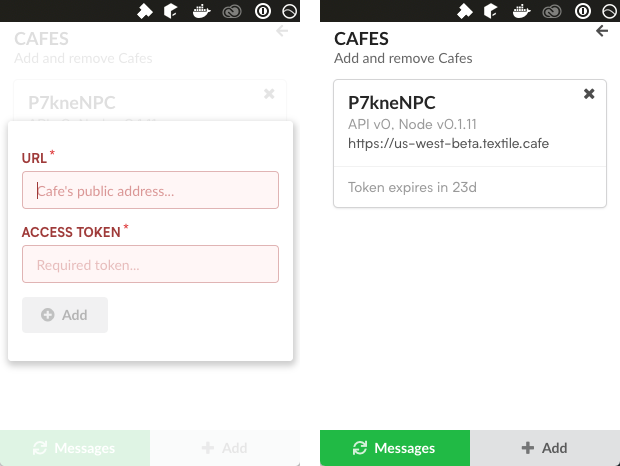 CAFES
Add and remove Cafes
P7kneNPC
URL *
Cafe's public address...
ACCESS TOKEN *
Required token...
Add
Messages
Add
CAFES
Add and remove Cafes
P7kneNPC
API v0, Node v0.1.11
https://us-west-beta.textile.cafe
Token expires in 23d
Messages
Add